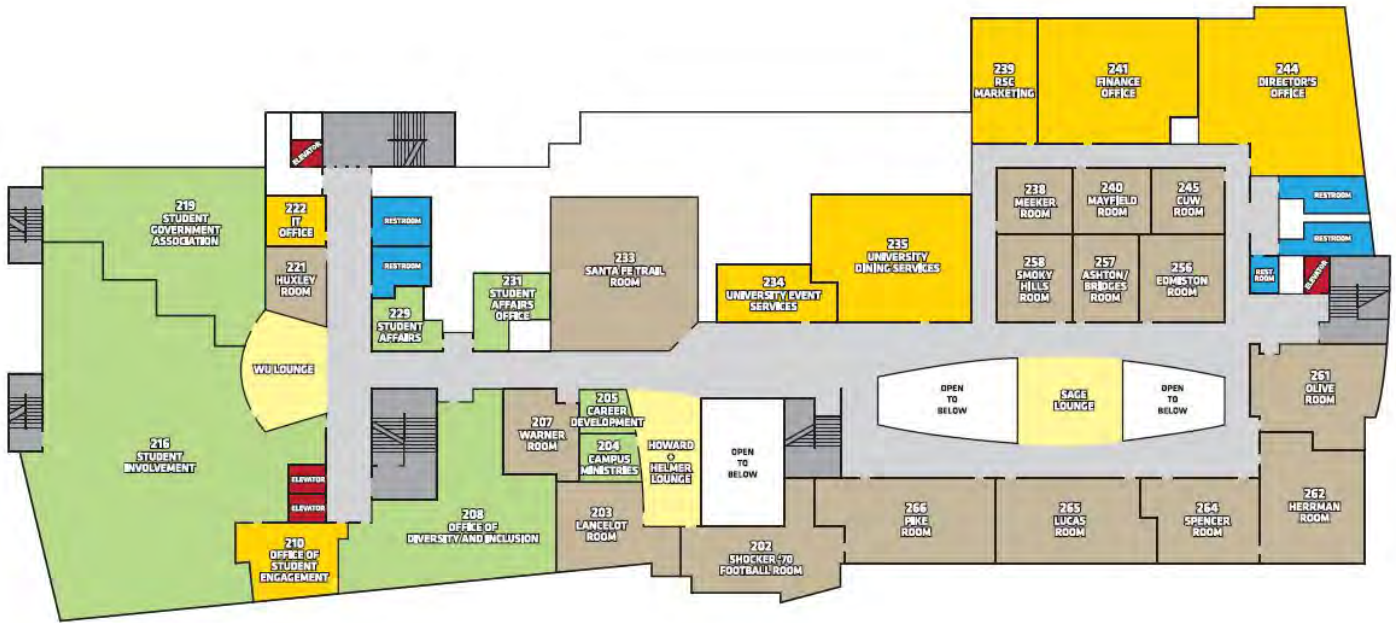 239
RSC
MARKETING
241
FINANCE
OFFICE
244
DIRECTOR'S
OFFICE
ELEVATOR
219
STUDENT
GOVERNMENT
ASSOCIATION
222
IT
OFFICE
RESTROOM
RESTROOM
221
HUXLEY
ROOM
229
STUDENT
AFFAIRS
231
STUDENT
AFFAIRS
OFFICE
233
SANTA FE TRAIL
ROOM
234
UNIVERSITY EVENT
SERVICES
235
UNIVERSITY
DINING SERVICES
238
MEEKER
ROOM
240
MAYFIELD
ROOM
245
CUW
ROOM
258
SMOKY
HILLS
ROOM
257
ASHTON/
BRIDGES
ROOM
256
EDMISTON
ROOM
RESTROOM
RESTROOM
REST
ROOM
ELEVATOR
WU LOUNGE
216
STUDENT
INVOLVEMENT
ELEVATOR
ELEVATOR
210
OFFICE OF
STUDENT
ENGAGEMENT
208
OFFICE OF
DIVERSITY AND INCLUSION
207
WARNER
ROOM
205
CAREER
DEVELOPMENT
204
CAMPUS
MINISTRIES
203
LANCELOT
ROOM
HOWARD
+
HELMER
LOUNGE
OPEN
TO
BELOW
202
SHOCKER '70
FOOTBALL ROOM
OPEN
TO
BELOW
SAGE
LOUNGE
OPEN
TO
BELOW
261
OLIVE
ROOM
266
PIKE
ROOM
265
LUCAS
ROOM
264
SPENCER
ROOM
262
HERRMAN
ROOM